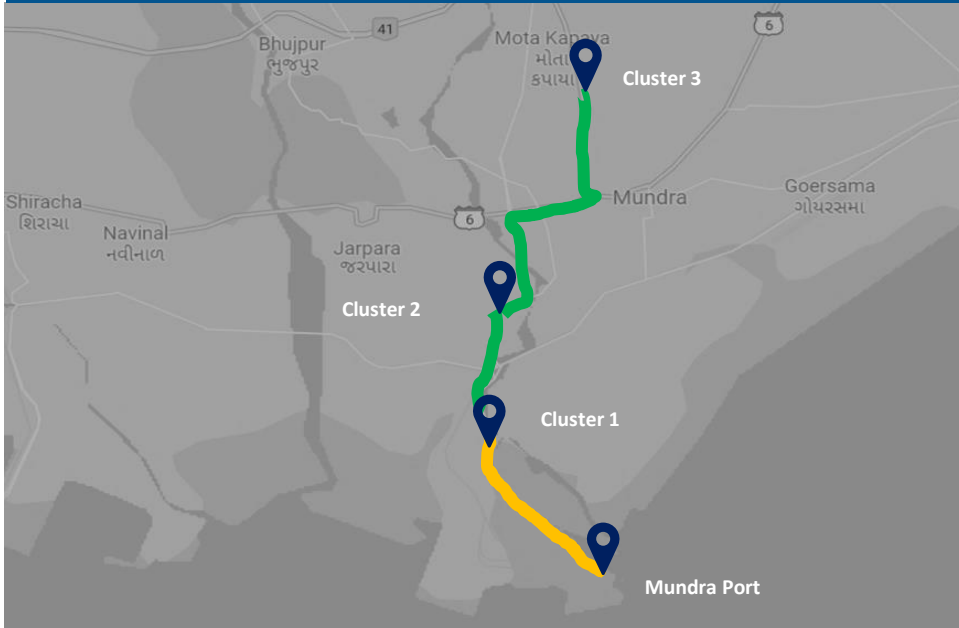 41
6
Bhujpur
ભુજપુર
Mota Kapaya
મોતા
કપાયા
Cluster 3
Shiracha
શિરાચા
Navinal
નવીનાળ
Mundra
Goersama
ગોયરસમા
6
Jarpara
જરપારા
Cluster 2
Cluster 1
Mundra Port